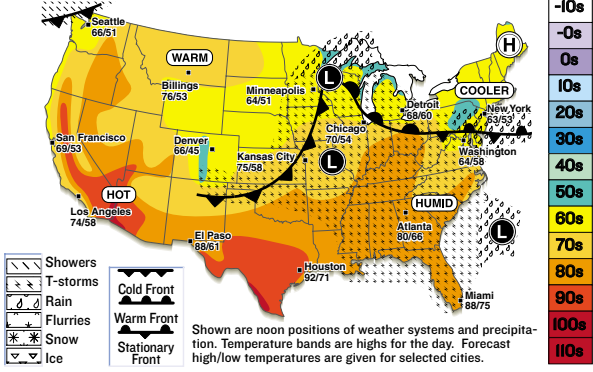 Seattle
66/51
WARM
Billings
76/53
Minneapolis
64/51
L
H
COOLER
Detroit
68/60
New York
63/53
San Francisco
69/53
Denver
66/45
Kansas City
75/58
Chicago
70/54
L
Washington
64/58
HOT
Los Angeles
74/58
HUMID
Atlanta
80/66
L
El Paso
88/61
Houston
92/71
Miami
88/75
Showers
T-storms
Rain
Flurries
Snow
Ice
Cold Front
Warm Front
Stationary
Front
Shown are noon positions of weather systems and precipita-
tion. Temperature bands are highs for the day. Forecast
high/low temperatures are given for selected cities.
-10s
-0s
0s
10s
20s
30s
40s
50s
60s
70s
80s
90s
100s
110s